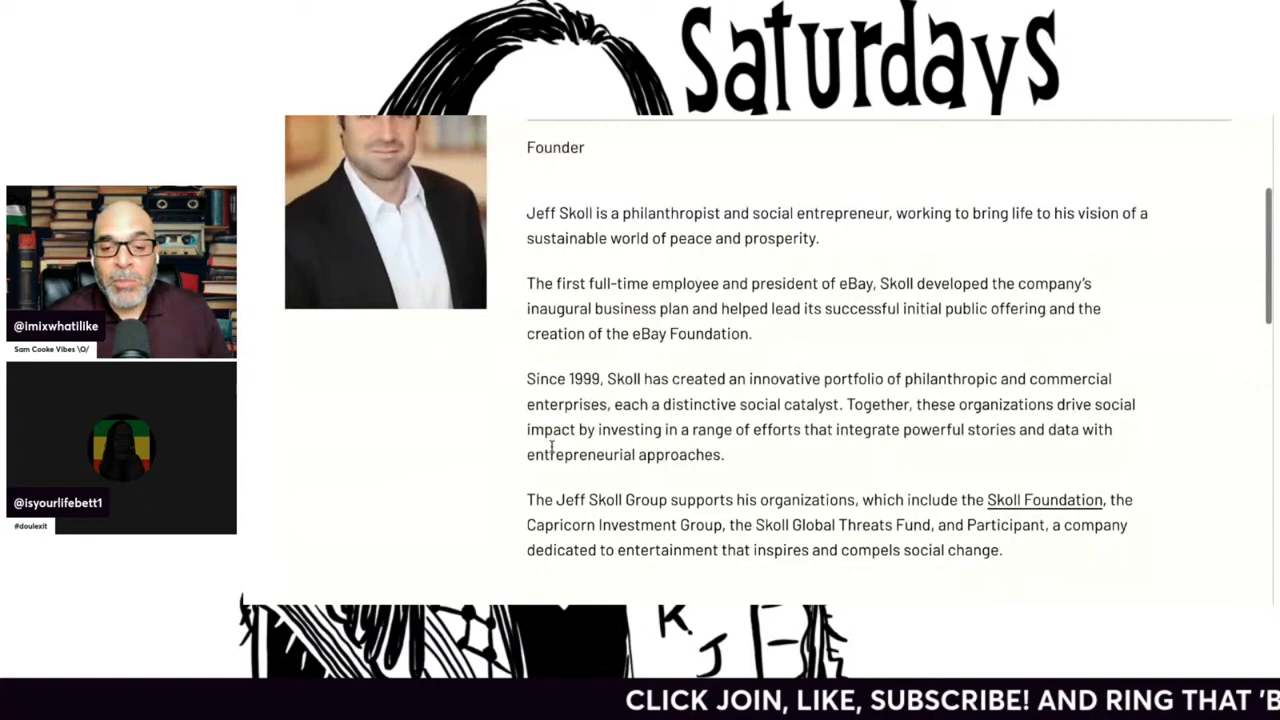 Saturdays
Founder
Jeff Skoll is a philanthropist and social entrepreneur, working to bring life to his vision of a
sustainable world of peace and prosperity.
The first full-time employee and president of eBay, Skoll developed the company's
inaugural business plan and helped lead its successful initial public offering and the
creation of the eBay Foundation.
Since 1999, Skoll has created an innovative portfolio of philanthropic and commercial
enterprises, each a distinctive social catalyst. Together, these organizations drive social
impact by investing in a range of efforts that integrate powerful stories and data with
entrepreneurial approaches.
The Jeff Skoll Group supports his organizations, which include the Skoll Foundation, the
Capricorn Investment Group, the Skoll Global Threats Fund, and Participant, a company
dedicated to entertainment that inspires and compels social change.
@imixwhatilike
Sam Cooke Vibes \O/
@isyourlifebett1
#doulexit
K.
J
CLICK JOIN, LIKE, SUBSCRIBE! AND RING THAT 'B